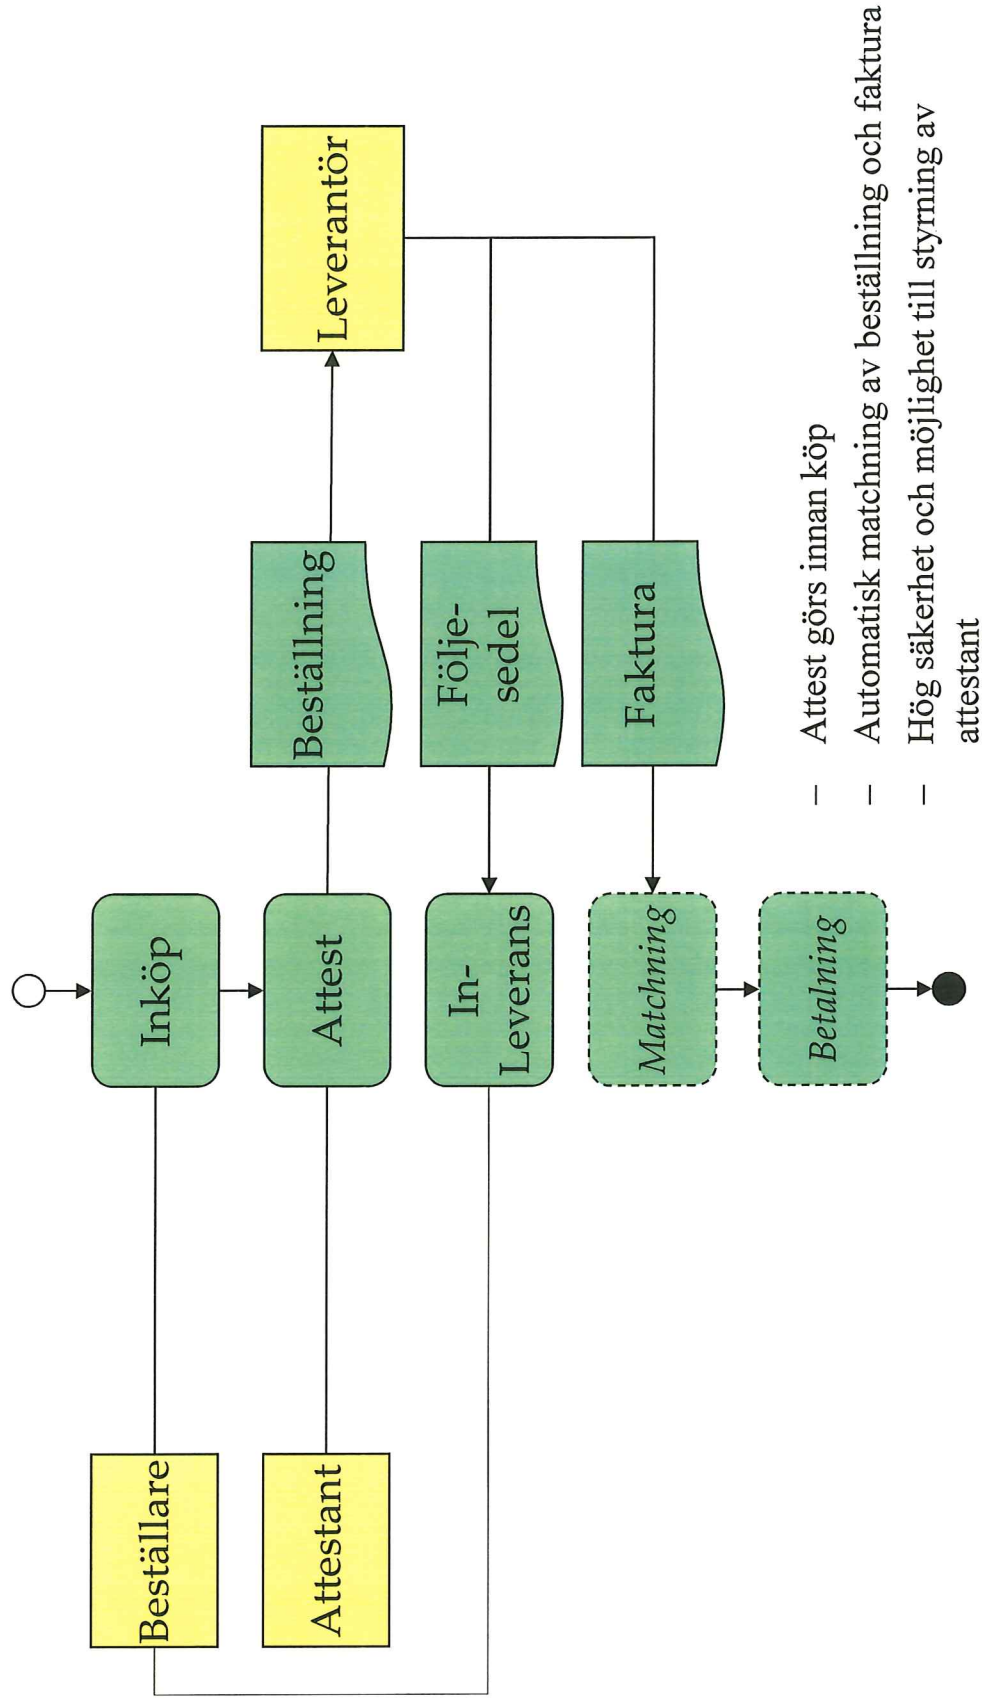 Beställare
Inköp
Attestant
Attest
Beställning
Leverantör
In-
Leverans
Följe-
sedel
Matchning
Faktura
Betalning
– Attest görs innan köp
– Automatisk matchning av beställning och faktura
– Hög säkerhet och möjlighet till styrning av
attestant